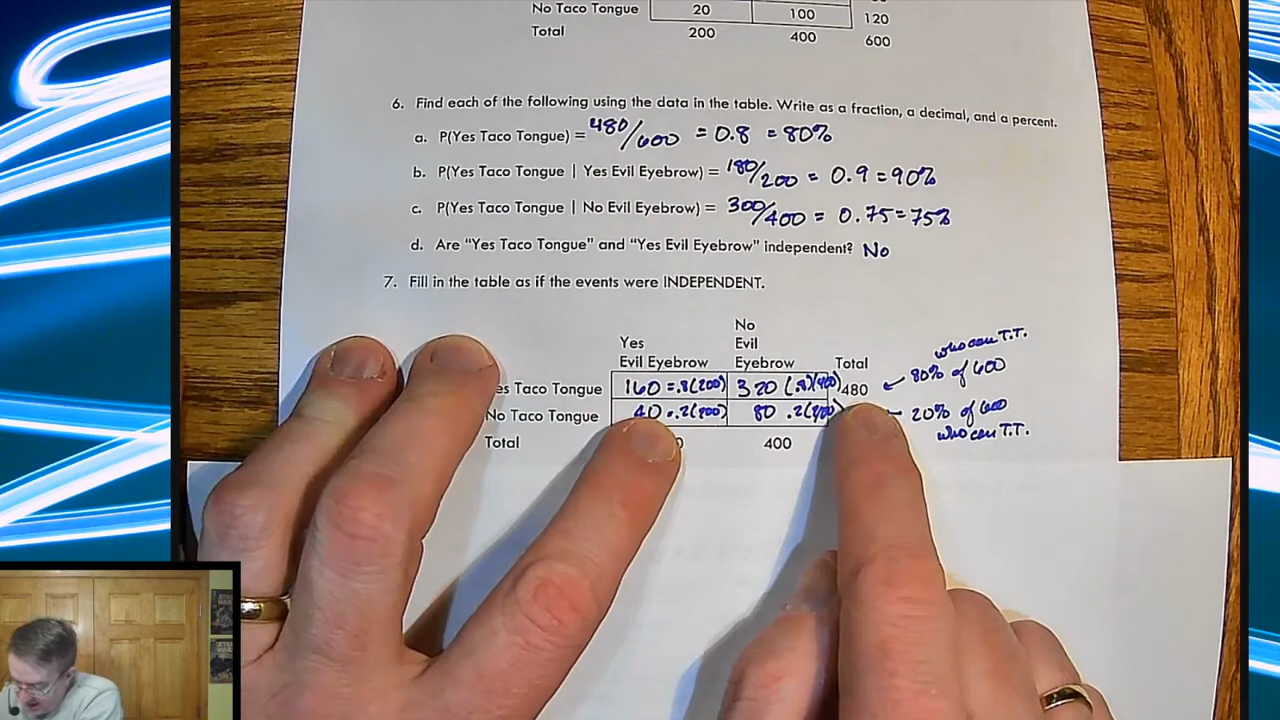 No Taco Tongue 20 100 120
Total 200 400 600
6. Find each of the following using the data in the table. Write as a fraction, a decimal, and a percent.
a. P(Yes Taco Tongue) = 480/600 = 0.8 = 80%
b. P(Yes Taco Tongue | Yes Evil Eyebrow) = 180/200 = 0.9 = 90%
c. P(Yes Taco Tongue | No Evil Eyebrow) = 300/400 = 0.75 = 75%
d. Are “Yes Taco Tongue” and “Yes Evil Eyebrow” independent? No
7. Fill in the table as if the events were INDEPENDENT.
No
Yes Evil
Evil Eyebrow Eyebrow Total
who can T.T.
es Taco Tongue 160 = .8(200) 320 (.8)(400) 480 80% of 600
No Taco Tongue 40 = .2(200) 80 .2(400) 20% of 600
who can T.T.
Total 0 400
STAR WARS